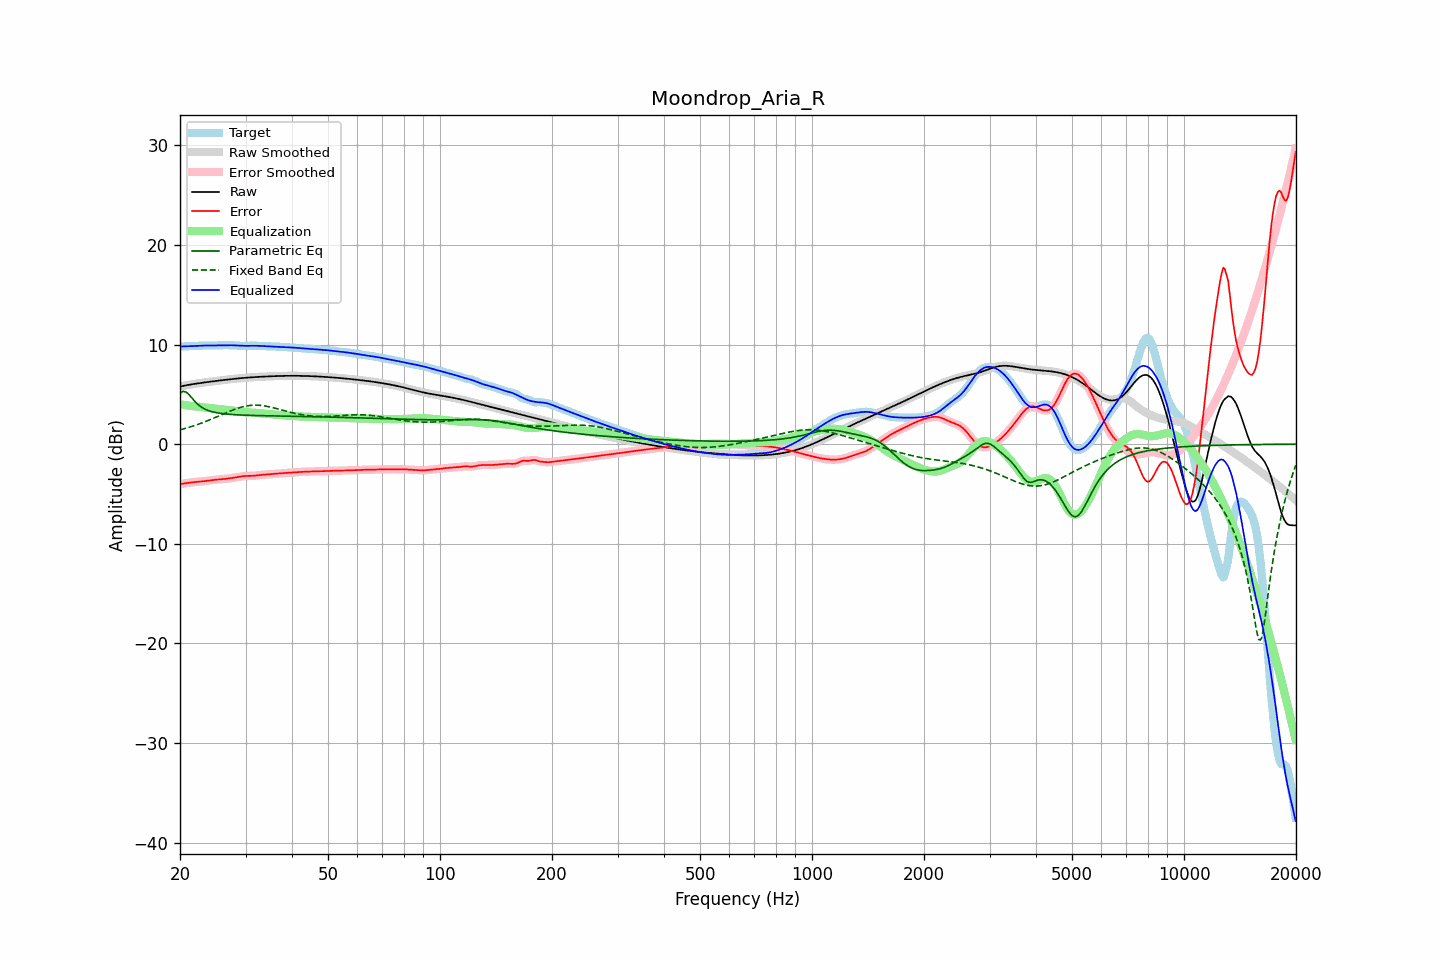 Moondrop_Aria_R
Target
Raw Smoothed
Error Smoothed
Raw
Error
Equalization
Parametric Eq
Fixed Band Eq
Equalized
Amplitude (dBr)
30
20
10
0
−10
−20
−30
−40
20 50 100 200 500 1000 2000 5000 10000 20000
Frequency (Hz)